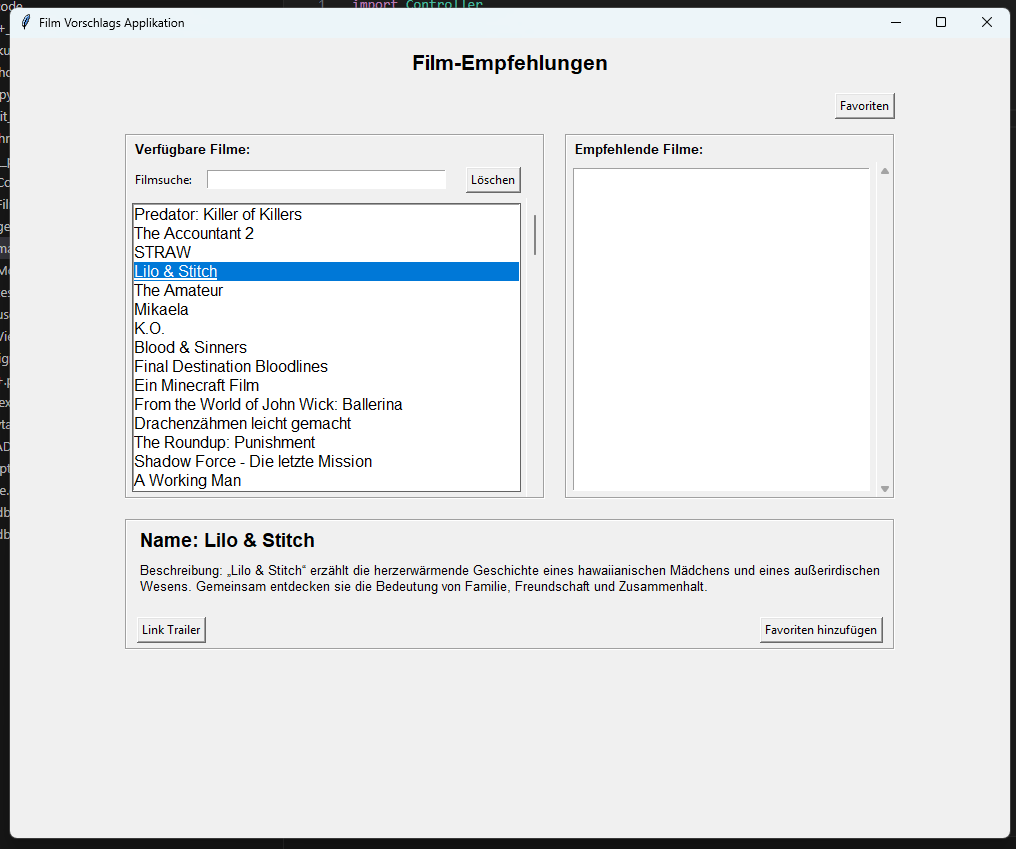 import Controller
Film Vorschlags Applikation
Film-Empfehlungen
Favoriten
Verfügbare Filme:
Filmsuche:
Löschen
Predator: Killer of Killers
The Accountant 2
STRAW
Lilo & Stitch
The Amateur
Mikaela
K.O.
Blood & Sinners
Final Destination Bloodlines
Ein Minecraft Film
From the World of John Wick: Ballerina
Drachenzähmen leicht gemacht
The Roundup: Punishment
Shadow Force - Die letzte Mission
A Working Man
Empfehlende Filme:
Name: Lilo & Stitch
Beschreibung: „Lilo & Stitch“ erzählt die herzerwärmende Geschichte eines hawaiianischen Mädchens und eines außerirdischen
Wesens. Gemeinsam entdecken sie die Bedeutung von Familie, Freundschaft und Zusammenhalt.
Link Trailer
Favoriten hinzufügen